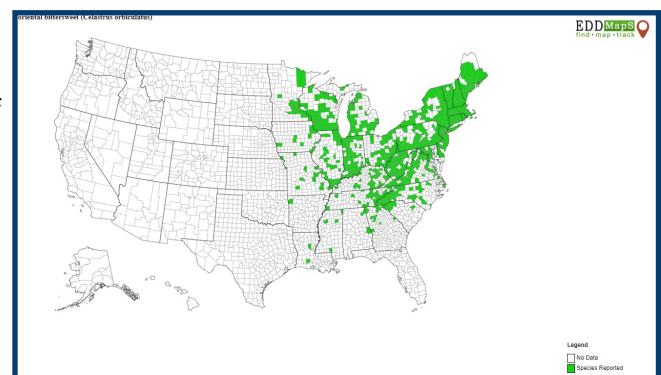 oriental bittersweet (Celastrus orbiculatus)
EDDMapS
find • map • track
Legend
No Data
Species Reported